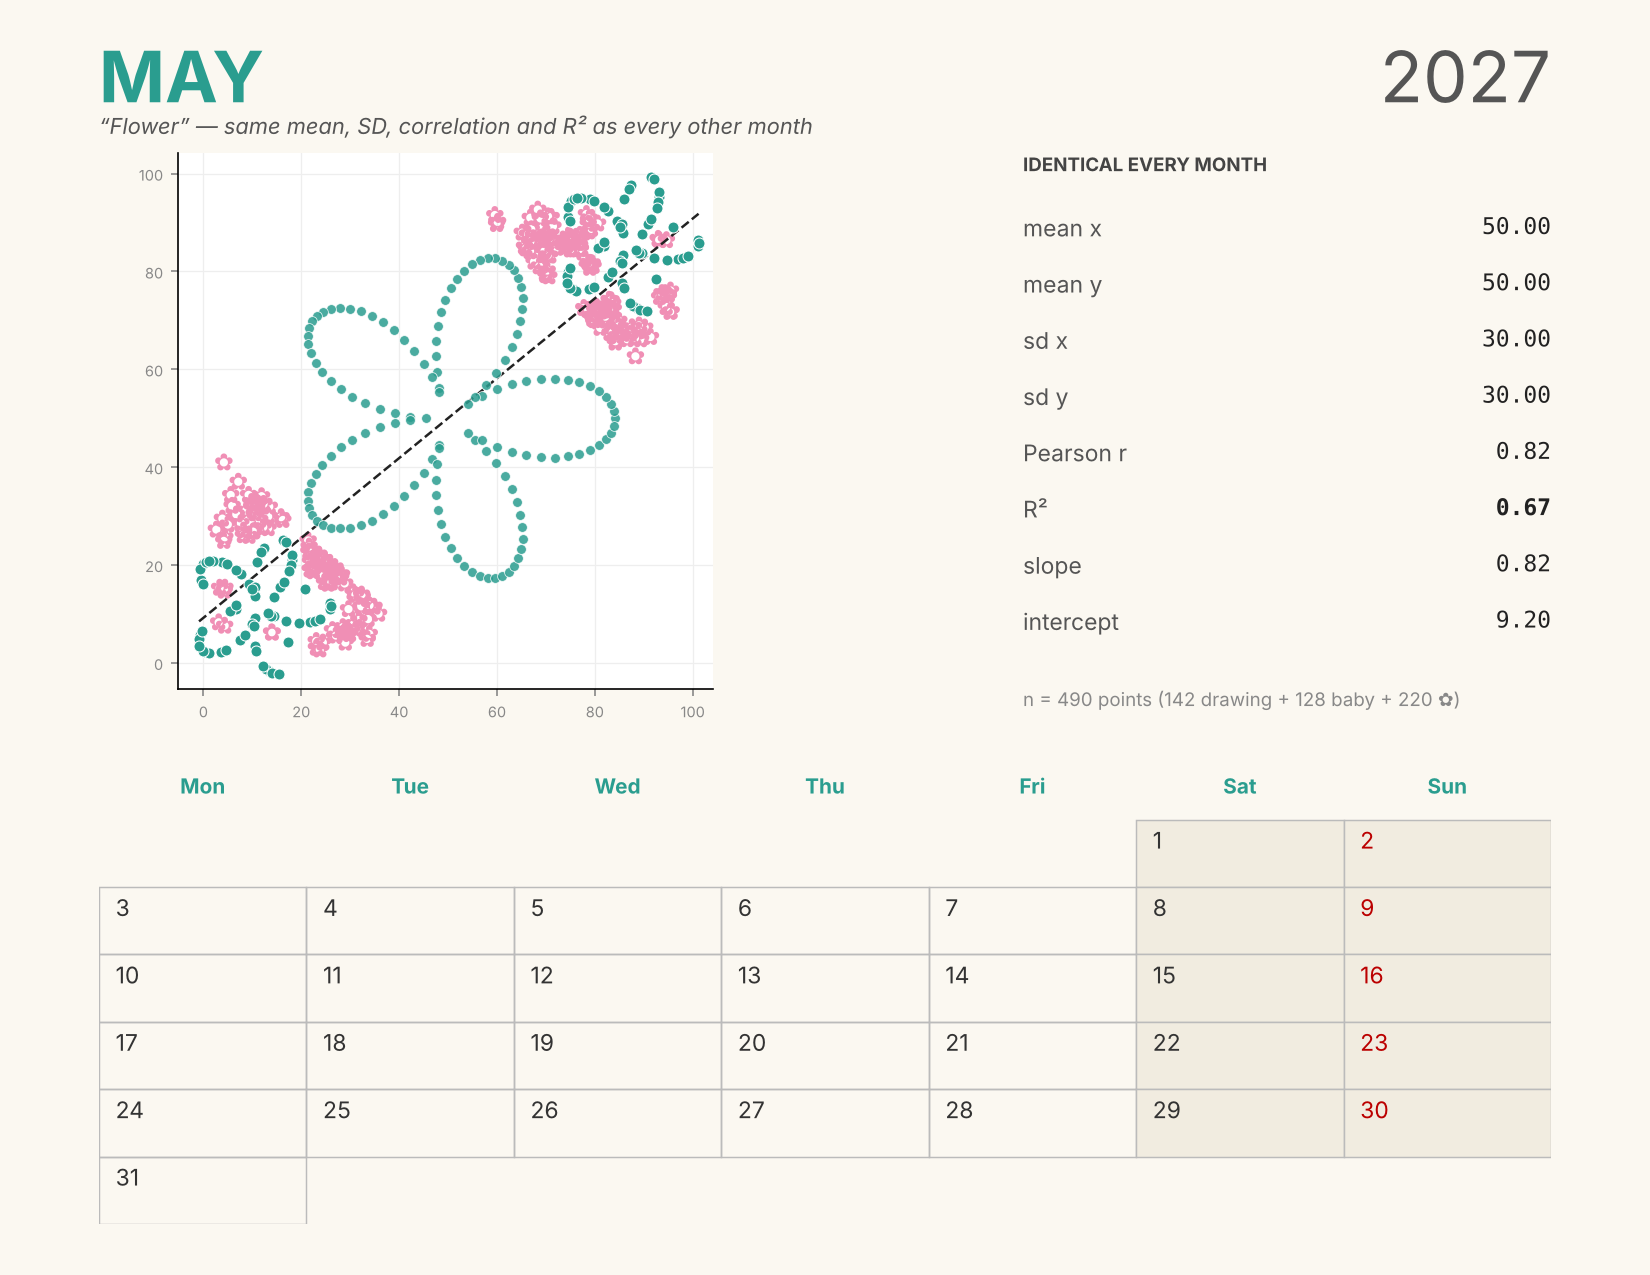 MAY 2027
“Flower” — same mean, SD, correlation and R² as every other month
100
80
60
40
20
0
0 20 40 60 80 100
IDENTICAL EVERY MONTH
mean x 50.00
mean y 50.00
sd x 30.00
sd y 30.00
Pearson r 0.82
R² 0.67
slope 0.82
intercept 9.20
n = 490 points (142 drawing + 128 baby + 220 ✿)
Mon Tue Wed Thu Fri Sat Sun
1 2
3 4 5 6 7 8 9
10 11 12 13 14 15 16
17 18 19 20 21 22 23
24 25 26 27 28 29 30
31